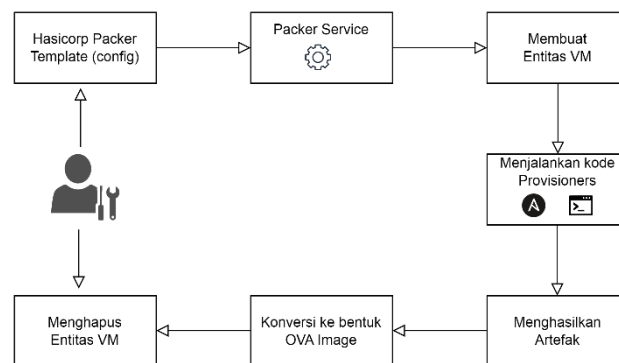 Hasicorp Packer
Template (config)
Packer Service
Membuat
Entitas VM
Menjalankan kode
Provisioners
Menghasilkan
Artefak
Konversi ke bentuk
OVA Image
Menghapus
Entitas VM